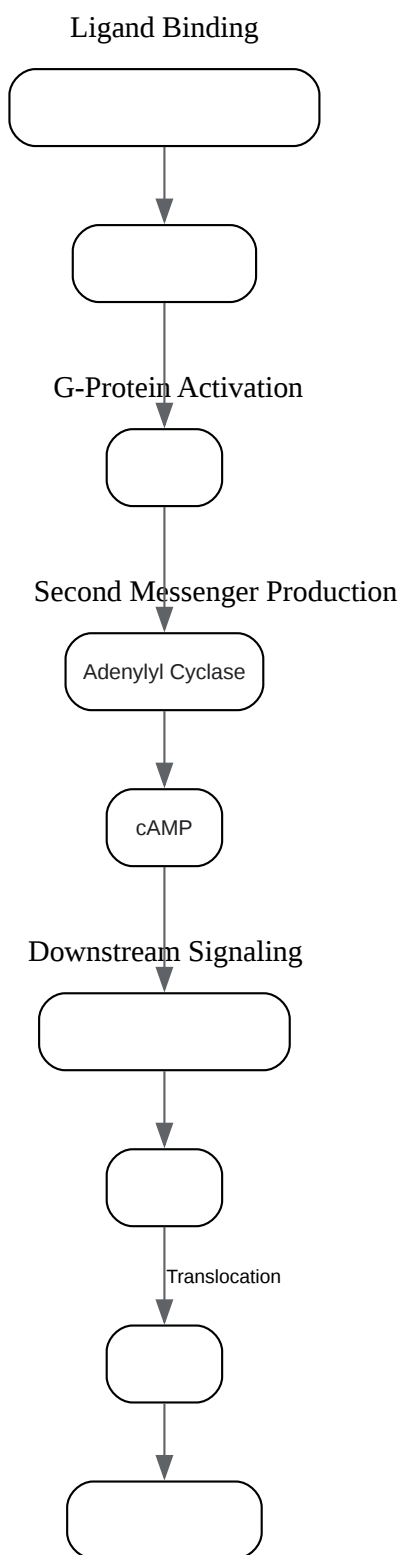 Ligand Binding
G-Protein Activation
Second Messenger Production
Adenylyl Cyclase
cAMP
Downstream Signaling
Translocation